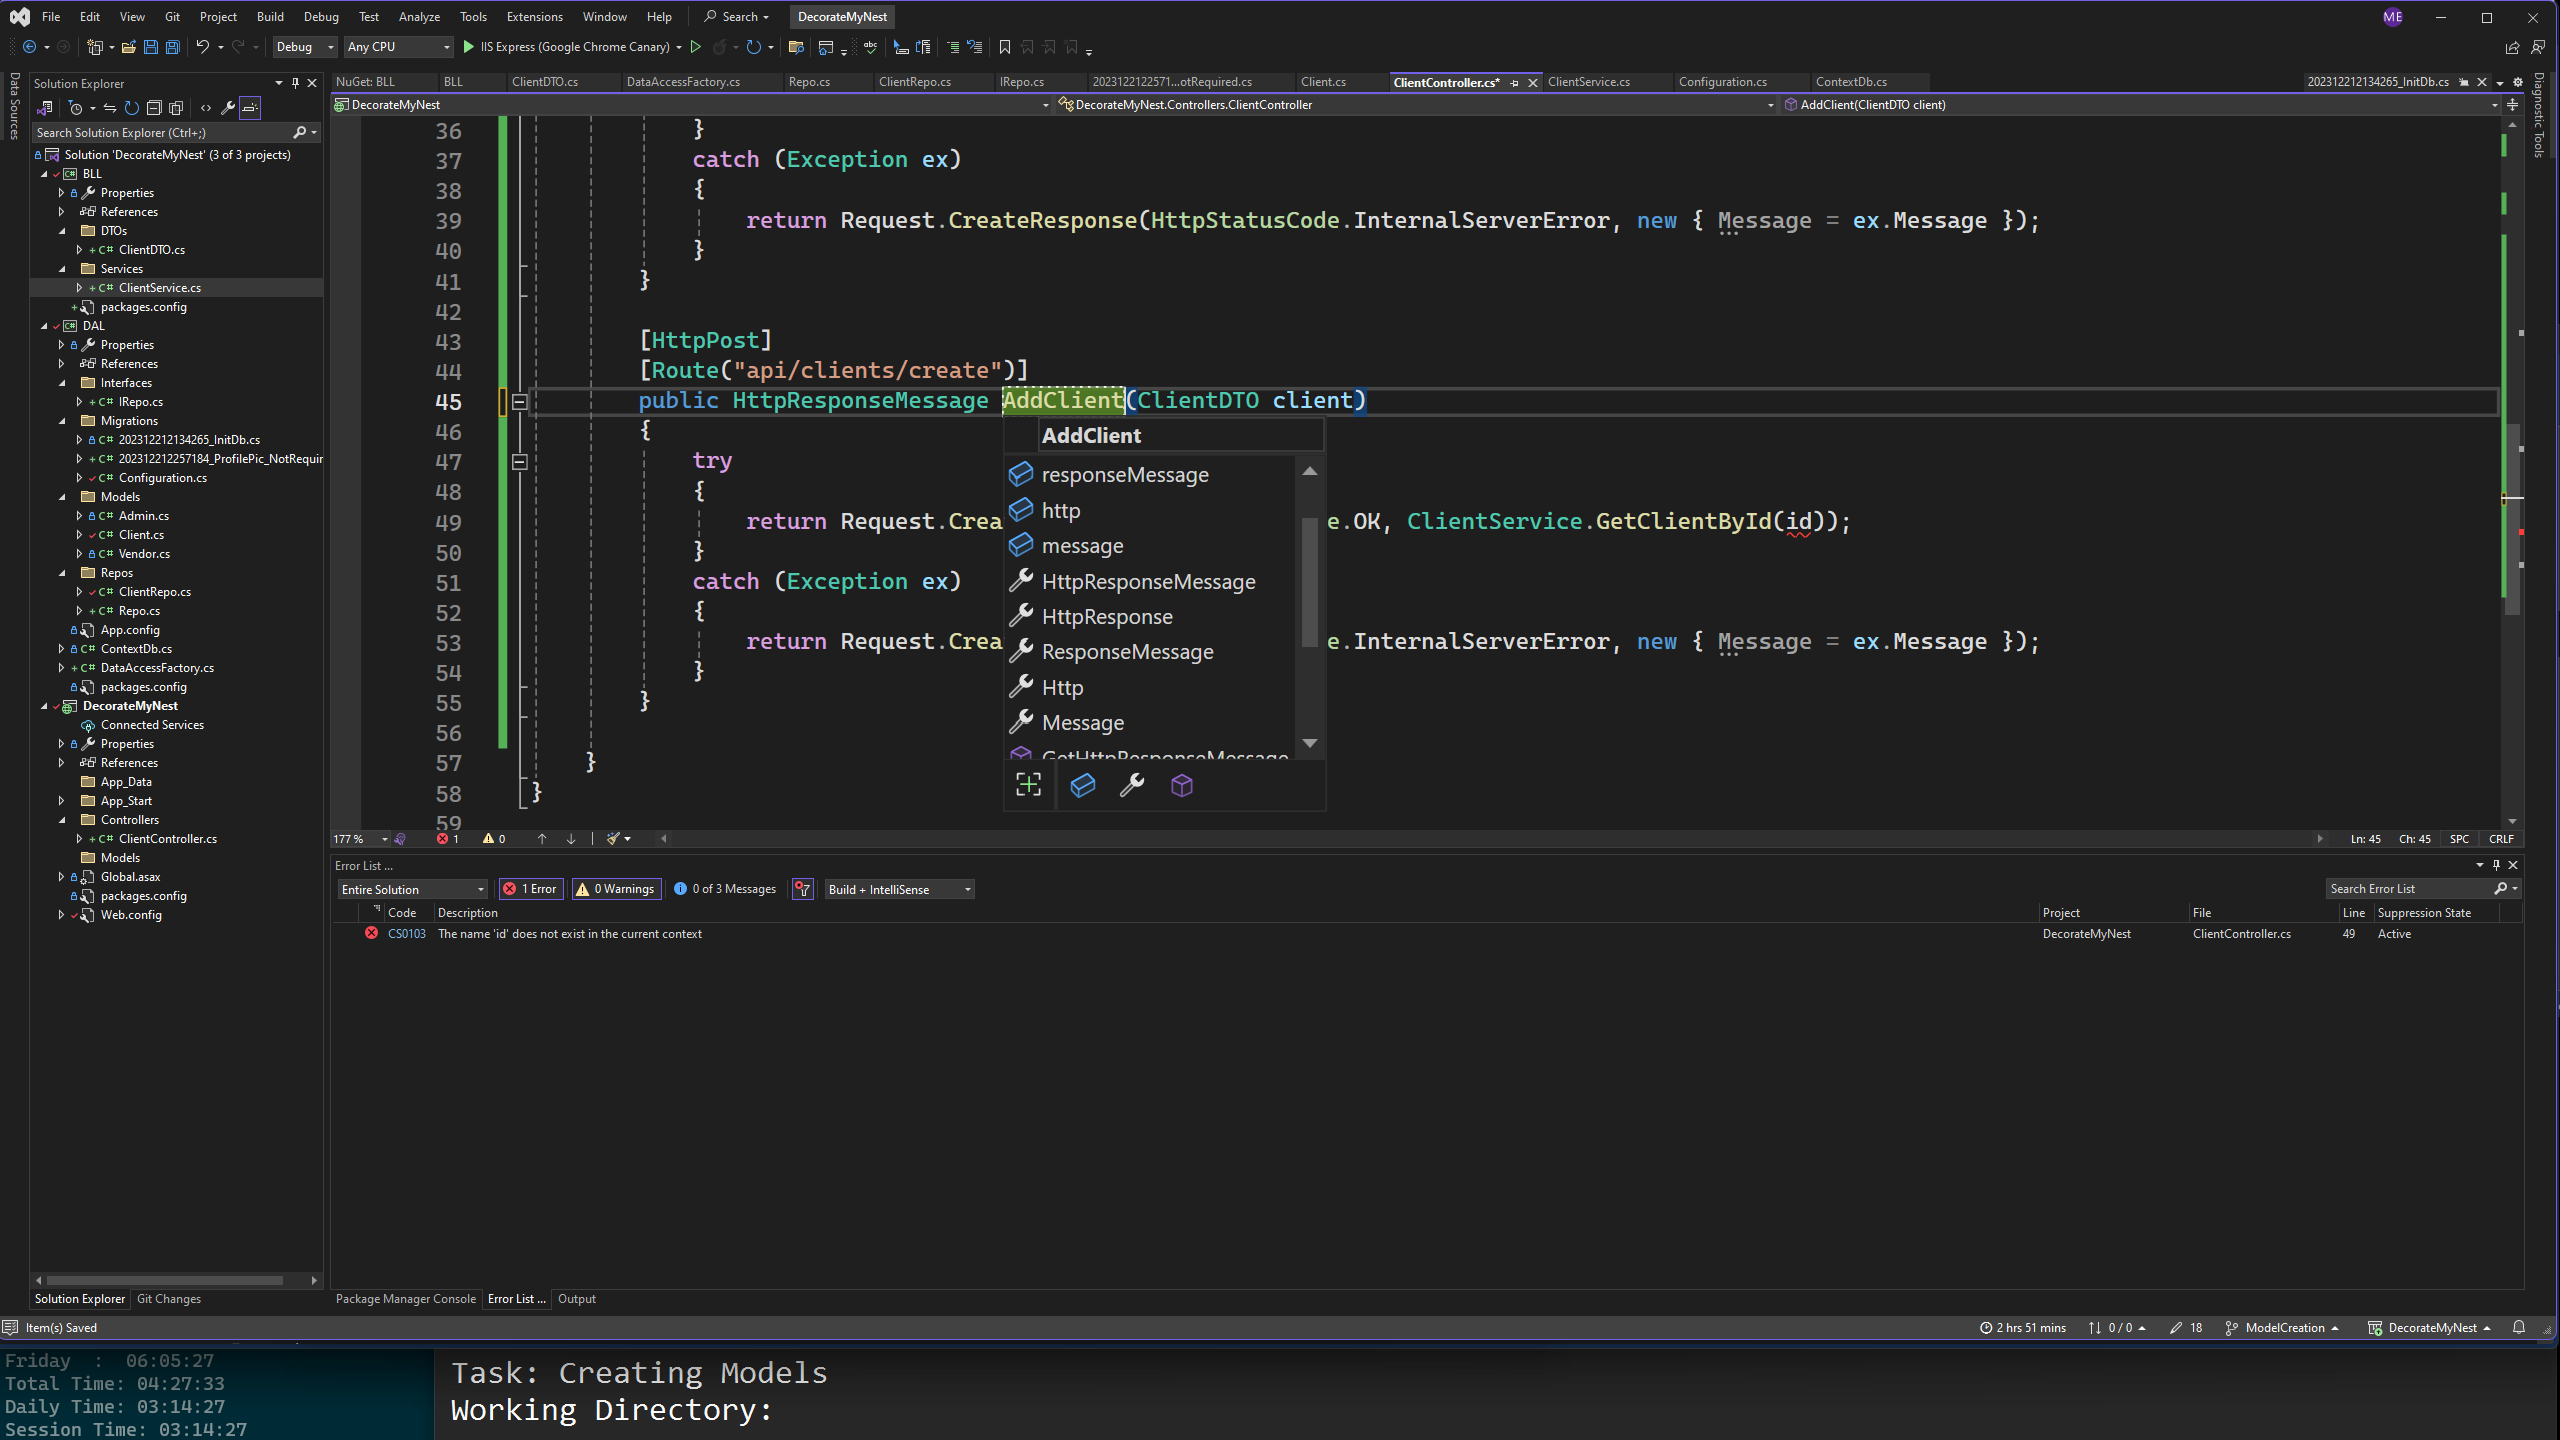 File Edit View Git Project Build Debug Test Analyze Tools Extensions Window Help Search DecorateMyNest ME
Debug Any CPU IIS Express (Google Chrome Canary)
Data Sources
Solution Explorer
Search Solution Explorer (Ctrl+;)
Solution 'DecorateMyNest' (3 of 3 projects)
BLL
Properties
References
DTOs
C# ClientDTO.cs
Services
C# ClientService.cs
packages.config
DAL
Properties
References
Interfaces
C# IRepo.cs
Migrations
C# 202312212134265_InitDb.cs
C# 202312212257184_ProfilePic_NotRequir
C# Configuration.cs
Models
C# Admin.cs
C# Client.cs
C# Vendor.cs
Repos
C# ClientRepo.cs
C# Repo.cs
App.config
C# ContextDb.cs
C# DataAccessFactory.cs
packages.config
DecorateMyNest
Connected Services
Properties
References
App_Data
App_Start
Controllers
C# ClientController.cs
Models
Global.asax
packages.config
Web.config
Solution Explorer Git Changes
NuGet: BLL BLL ClientDTO.cs DataAccessFactory.cs Repo.cs ClientRepo.cs IRepo.cs 2023122122571...otRequired.cs Client.cs ClientController.cs* ClientService.cs Configuration.cs ContextDb.cs 202312212134265_InitDb.cs
DecorateMyNest DecorateMyNest.Controllers.ClientController AddClient(ClientDTO client)
Diagnostic Tools
36 }
37 catch (Exception ex)
38 {
39 return Request.CreateResponse(HttpStatusCode.InternalServerError, new { Message = ex.Message });
40 }
41 }
42
43 [HttpPost]
44 [Route("api/clients/create")]
45 public HttpResponseMessage AddClient(ClientDTO client)
46 {
47 try
48 {
49 return Request.Crea e.OK, ClientService.GetClientById(id));
50 }
51 catch (Exception ex)
52 {
53 return Request.Crea e.InternalServerError, new { Message = ex.Message });
54 }
55 }
56
57 }
58 }
59
AddClient
responseMessage
http
message
HttpResponseMessage
HttpResponse
ResponseMessage
Http
Message
GetHttpResponseMessage
177 % 1 0 Ln: 45 Ch: 45 SPC CRLF
Error List ...
Entire Solution 1 Error 0 Warnings 0 of 3 Messages Build + IntelliSense Search Error List
Code Description Project File Line Suppression State
CS0103 The name 'id' does not exist in the current context DecorateMyNest ClientController.cs 49 Active
Package Manager Console Error List ... Output
Item(s) Saved 2 hrs 51 mins 0 / 0 18 ModelCreation DecorateMyNest
Friday : 06:05:27
Total Time: 04:27:33
Daily Time: 03:14:27
Session Time: 03:14:27
Task: Creating Models
Working Directory: